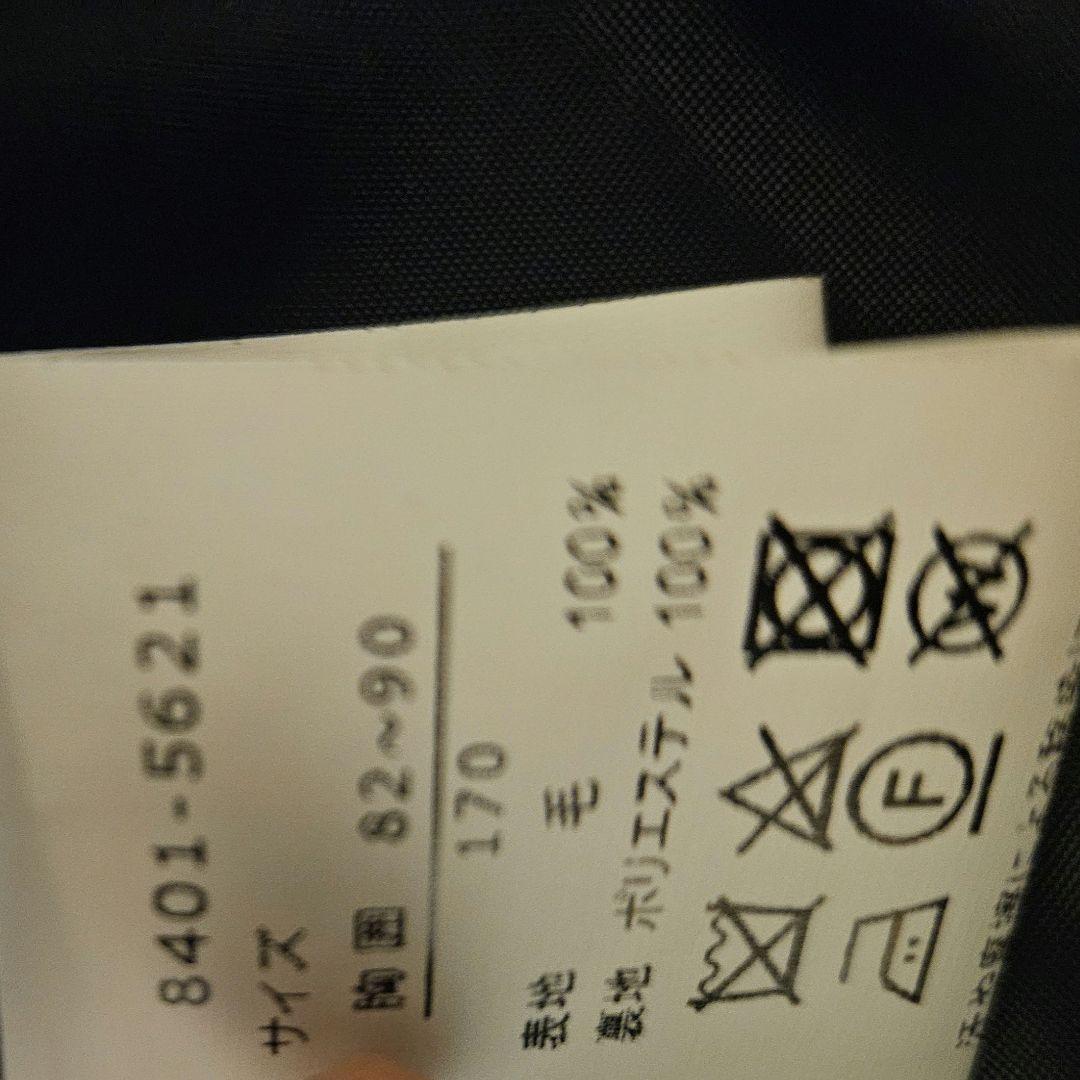 8401-5621
サイズ
胸囲 82~90
170
表地 毛 100%
裏地 ポリエステル 100%
F
W